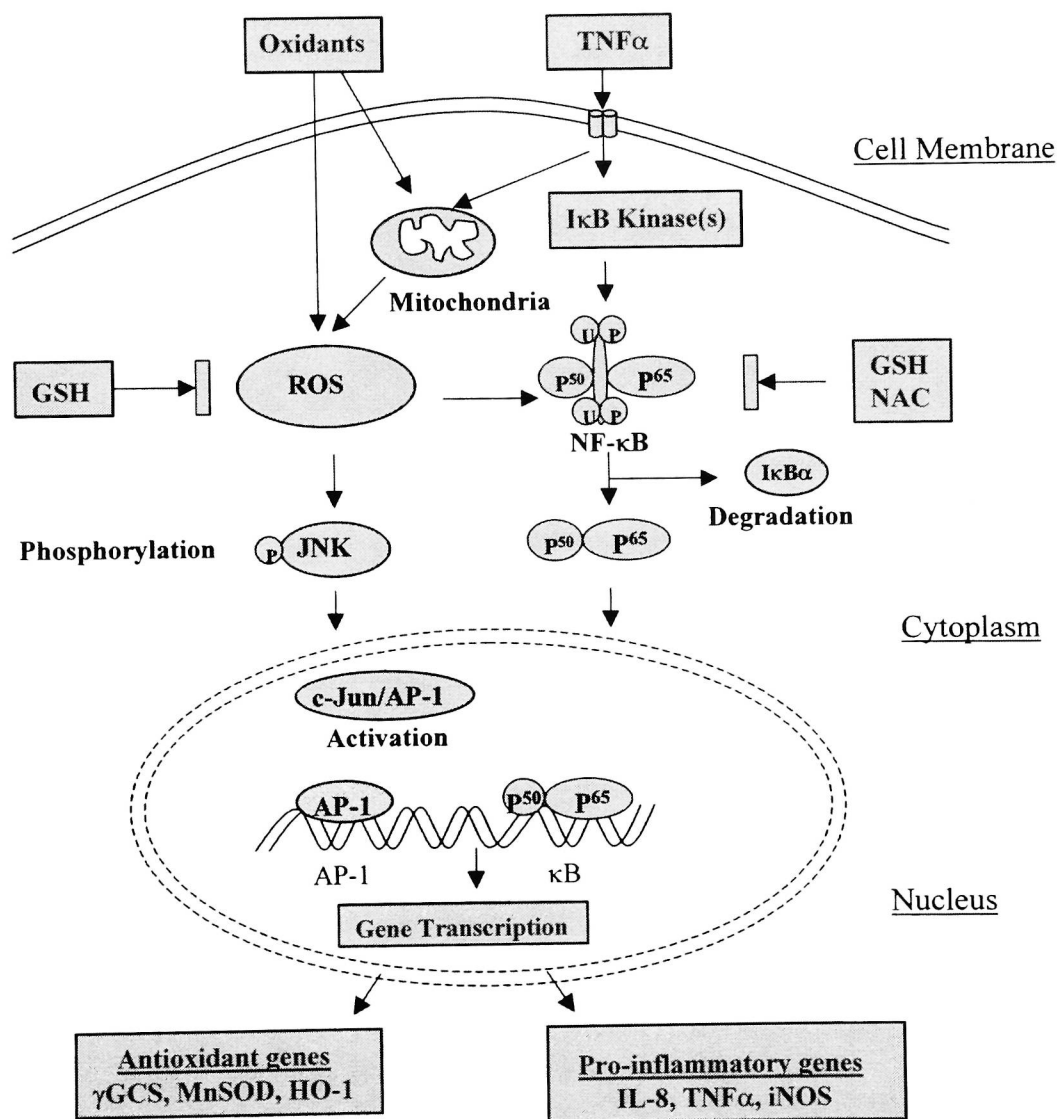 Oxidants
TNFα
Cell Membrane
IκB Kinase(s)
Mitochondria
GSH
ROS
U P
P50 P65
U P
NF-κB
GSH
NAC
IκBα
Degradation
Phosphorylation
P JNK
P50 P65
Cytoplasm
c-Jun/AP-1
Activation
AP-1
P50 P65
AP-1
κB
Nucleus
Gene Transcription
Antioxidant genes
γGCS, MnSOD, HO-1
Pro-inflammatory genes
IL-8, TNFα, iNOS